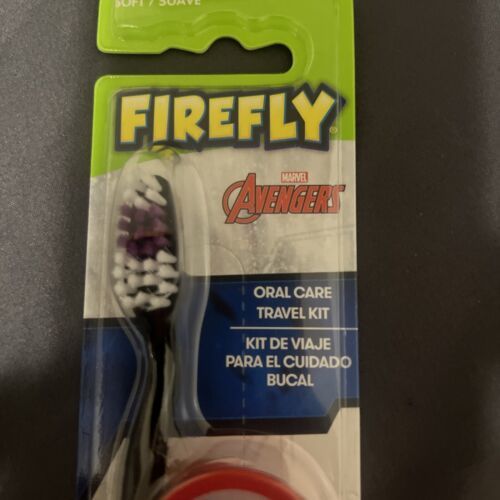 SOFT / SUAVE
FIREFLY®
MARVEL
AVENGERS
ORAL CARE
TRAVEL KIT
KIT DE VIAJE
PARA EL CUIDADO
BUCAL